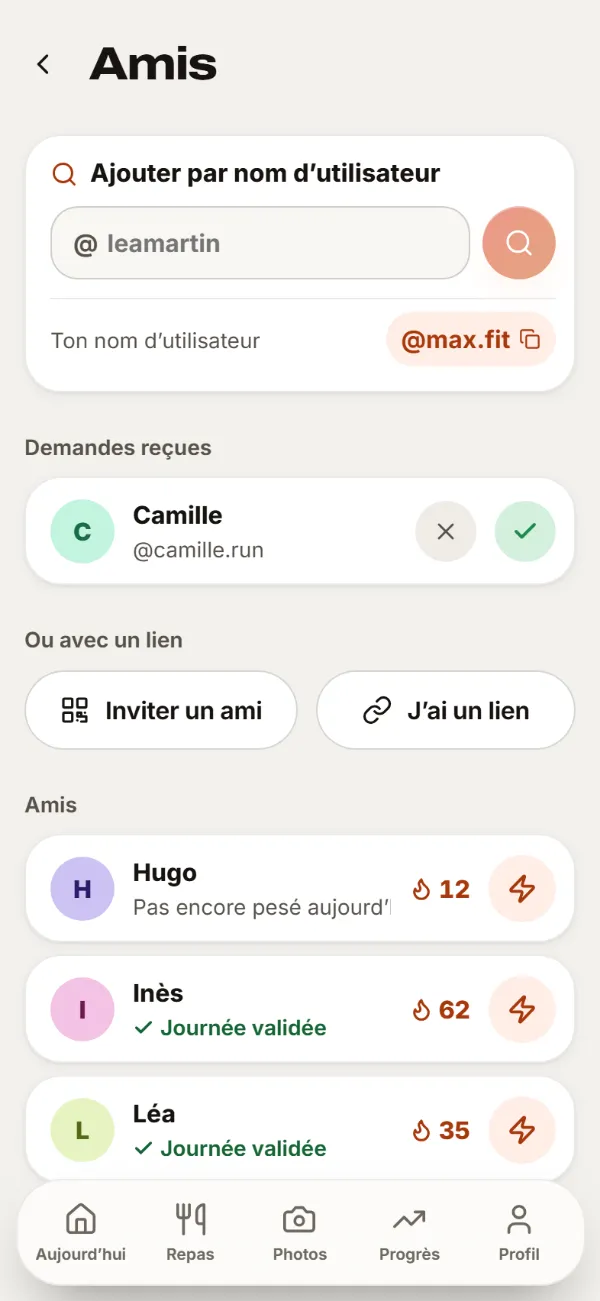 Amis
Ajouter par nom d’utilisateur
@ leamartin
Ton nom d’utilisateur
@max.fit
Demandes reçues
C
Camille
@camille.run
Ou avec un lien
Inviter un ami
J’ai un lien
Amis
H
Hugo
Pas encore pesé aujourd’
12
I
Inès
Journée validée
62
L
Léa
Journée validée
35
Aujourd’hui
Repas
Photos
Progrès
Profil